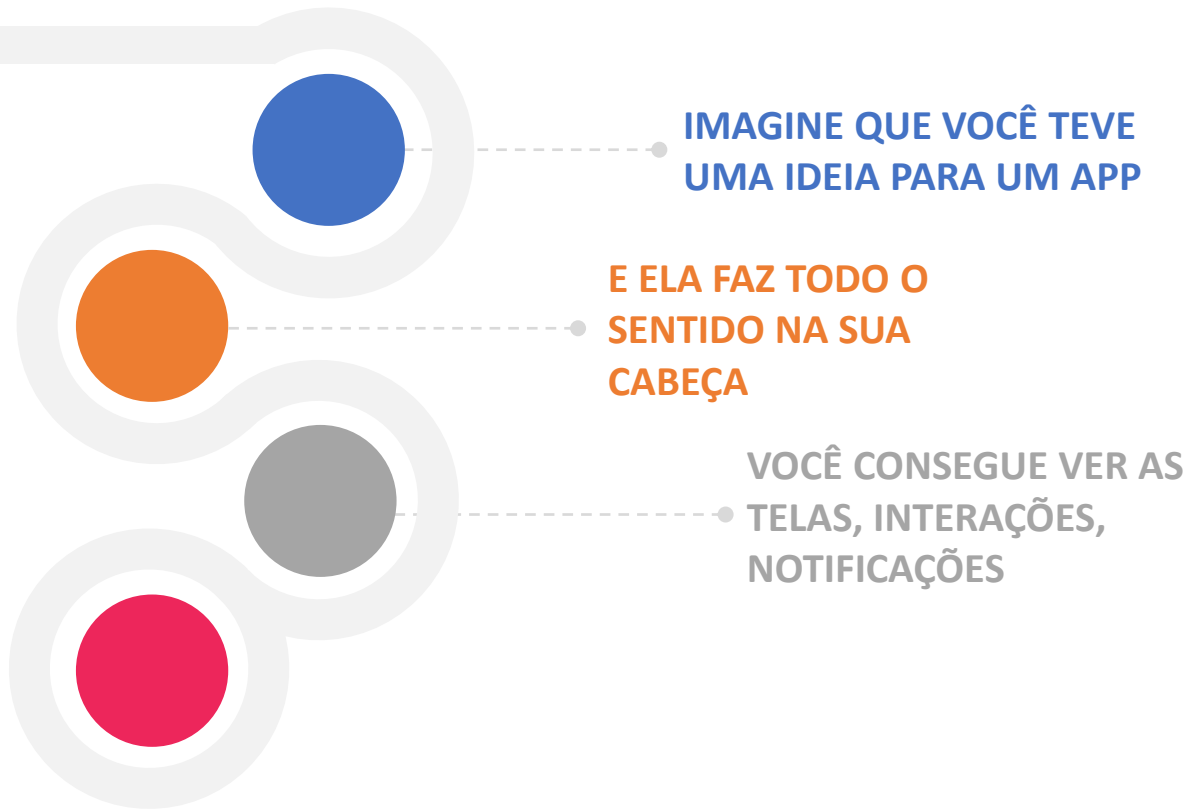 IMAGINE QUE VOCÊ TEVE
UMA IDEIA PARA UM APP
E ELA FAZ TODO O
SENTIDO NA SUA
CABEÇA
VOCÊ CONSEGUE VER AS
TELAS, INTERAÇÕES,
NOTIFICAÇÕES